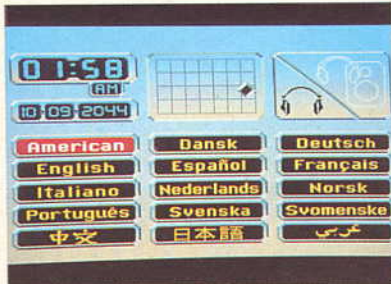 01:58
AM
10-09-2044
American Dansk Deutsch
English Español Français
Italiano Nederlands Norsk
Português Svenska Svomenske
中文 日本語 عربي